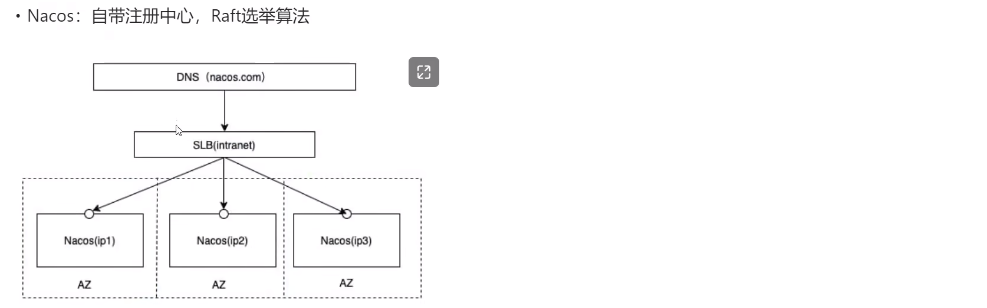 • Nacos：自带注册中心，Raft选举算法
DNS（nacos.com）
SLB(intranet)
Nacos(ip1)
Nacos(ip2)
Nacos(ip3)
AZ
AZ
AZ